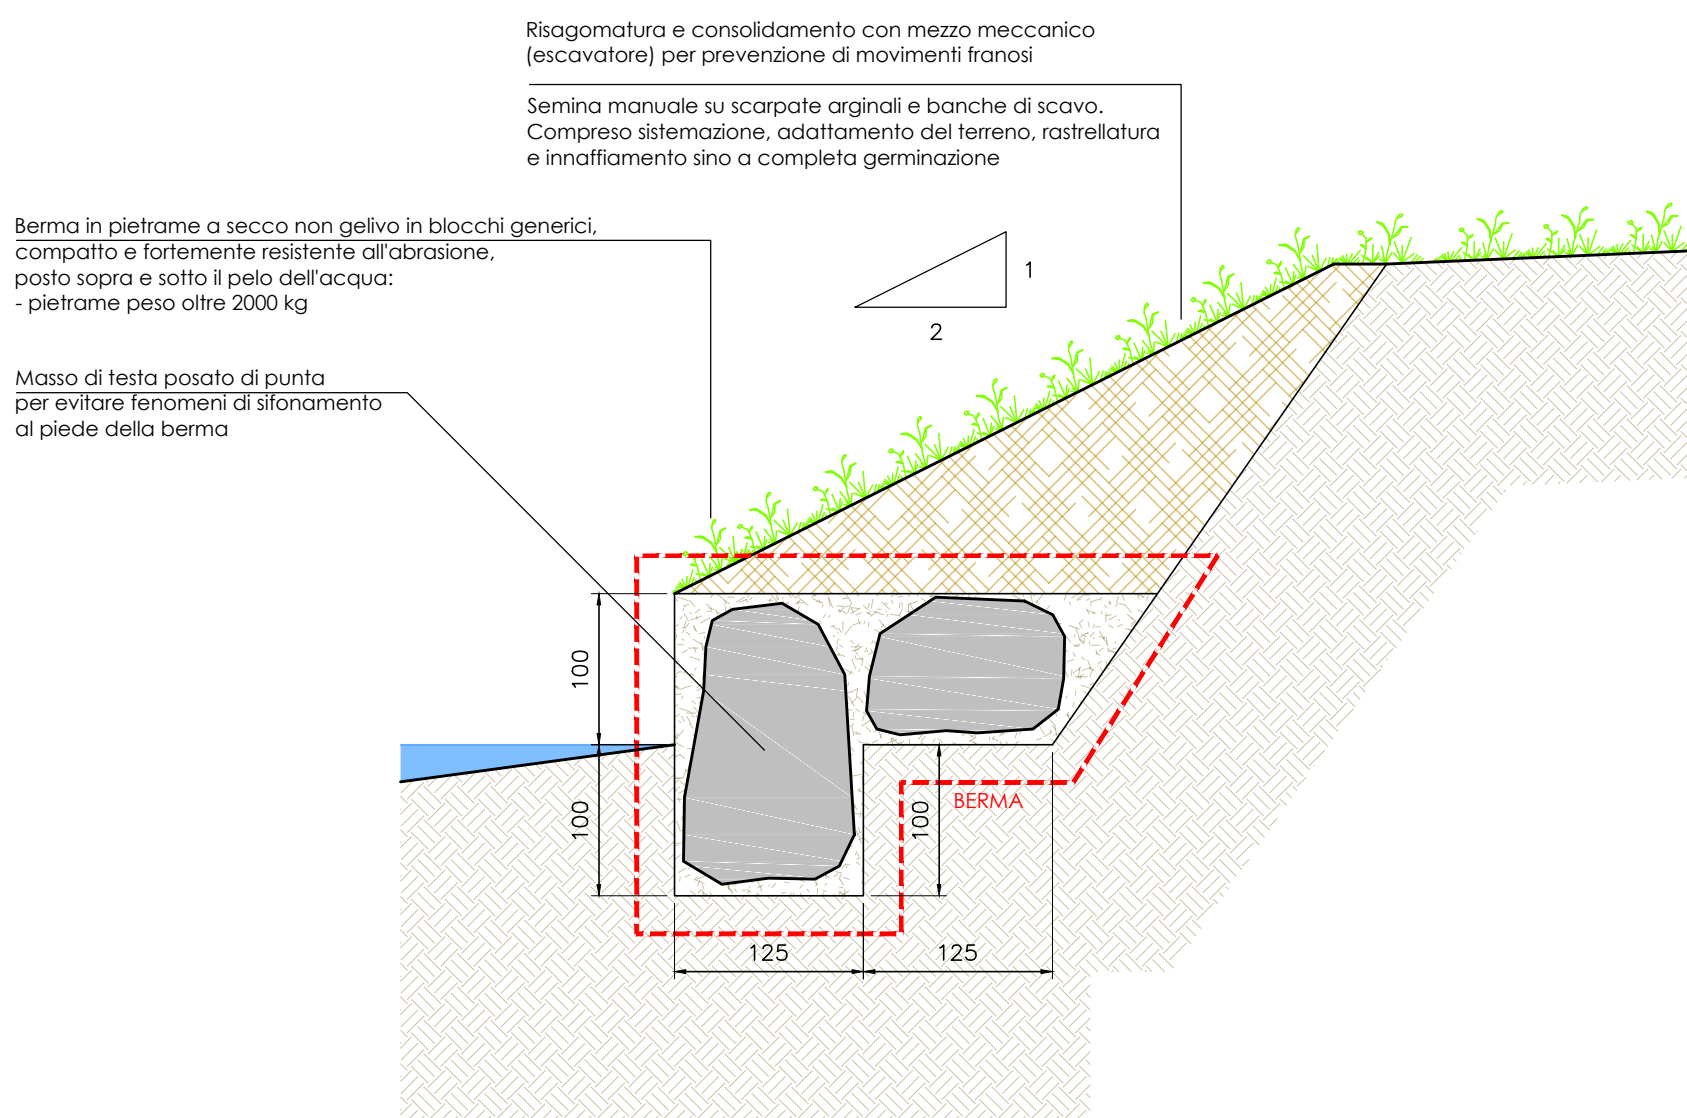 Risagomatura e consolidamento con mezzo meccanico
(escavatore) per prevenzione di movimenti franosi
Semina manuale su scarpate arginali e banche di scavo.
Compreso sistemazione, adattamento del terreno, rastrellatura
e innaffiamento sino a completa germinazione
Berma in pietrame a secco non gelivo in blocchi generici,
compatto e fortemente resistente all'abrasione,
posto sopra e sotto il pelo dell'acqua:
- pietrame peso oltre 2000 kg
1
2
Masso di testa posato di punta
per evitare fenomeni di sifonamento
al piede della berma
100
100
100
BERMA
125
125